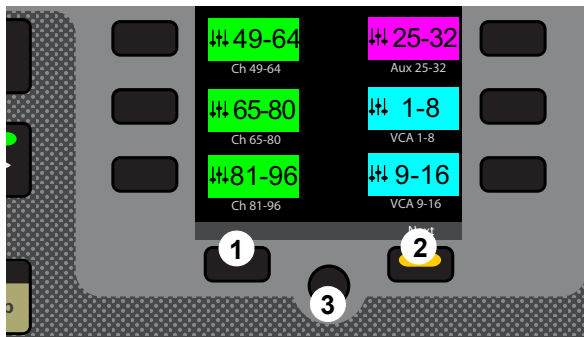 49-64
Ch 49-64
65-80
Ch 65-80
81-96
Ch 81-96
25-32
Aux 25-32
1-8
VCA 1-8
9-16
VCA 9-16
Next
1
2
3